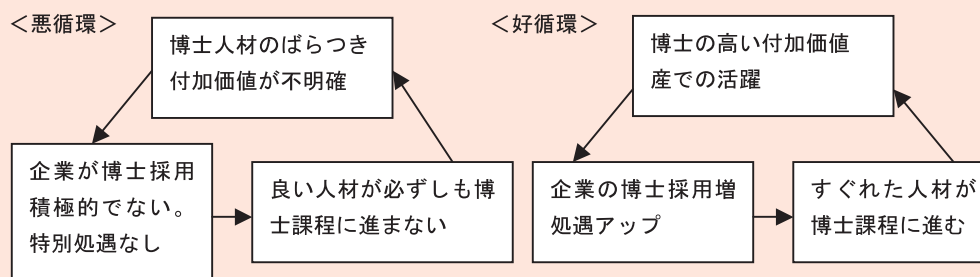 ＜悪循環＞
博士人材のばらつき
付加価値が不明確
企業が博士採用
積極的でない。
特別処遇なし
良い人材が必ずしも博
士課程に進まない
＜好循環＞
博士の高い付加価値
産での活躍
企業の博士採用増
処遇アップ
すぐれた人材が
博士課程に進む